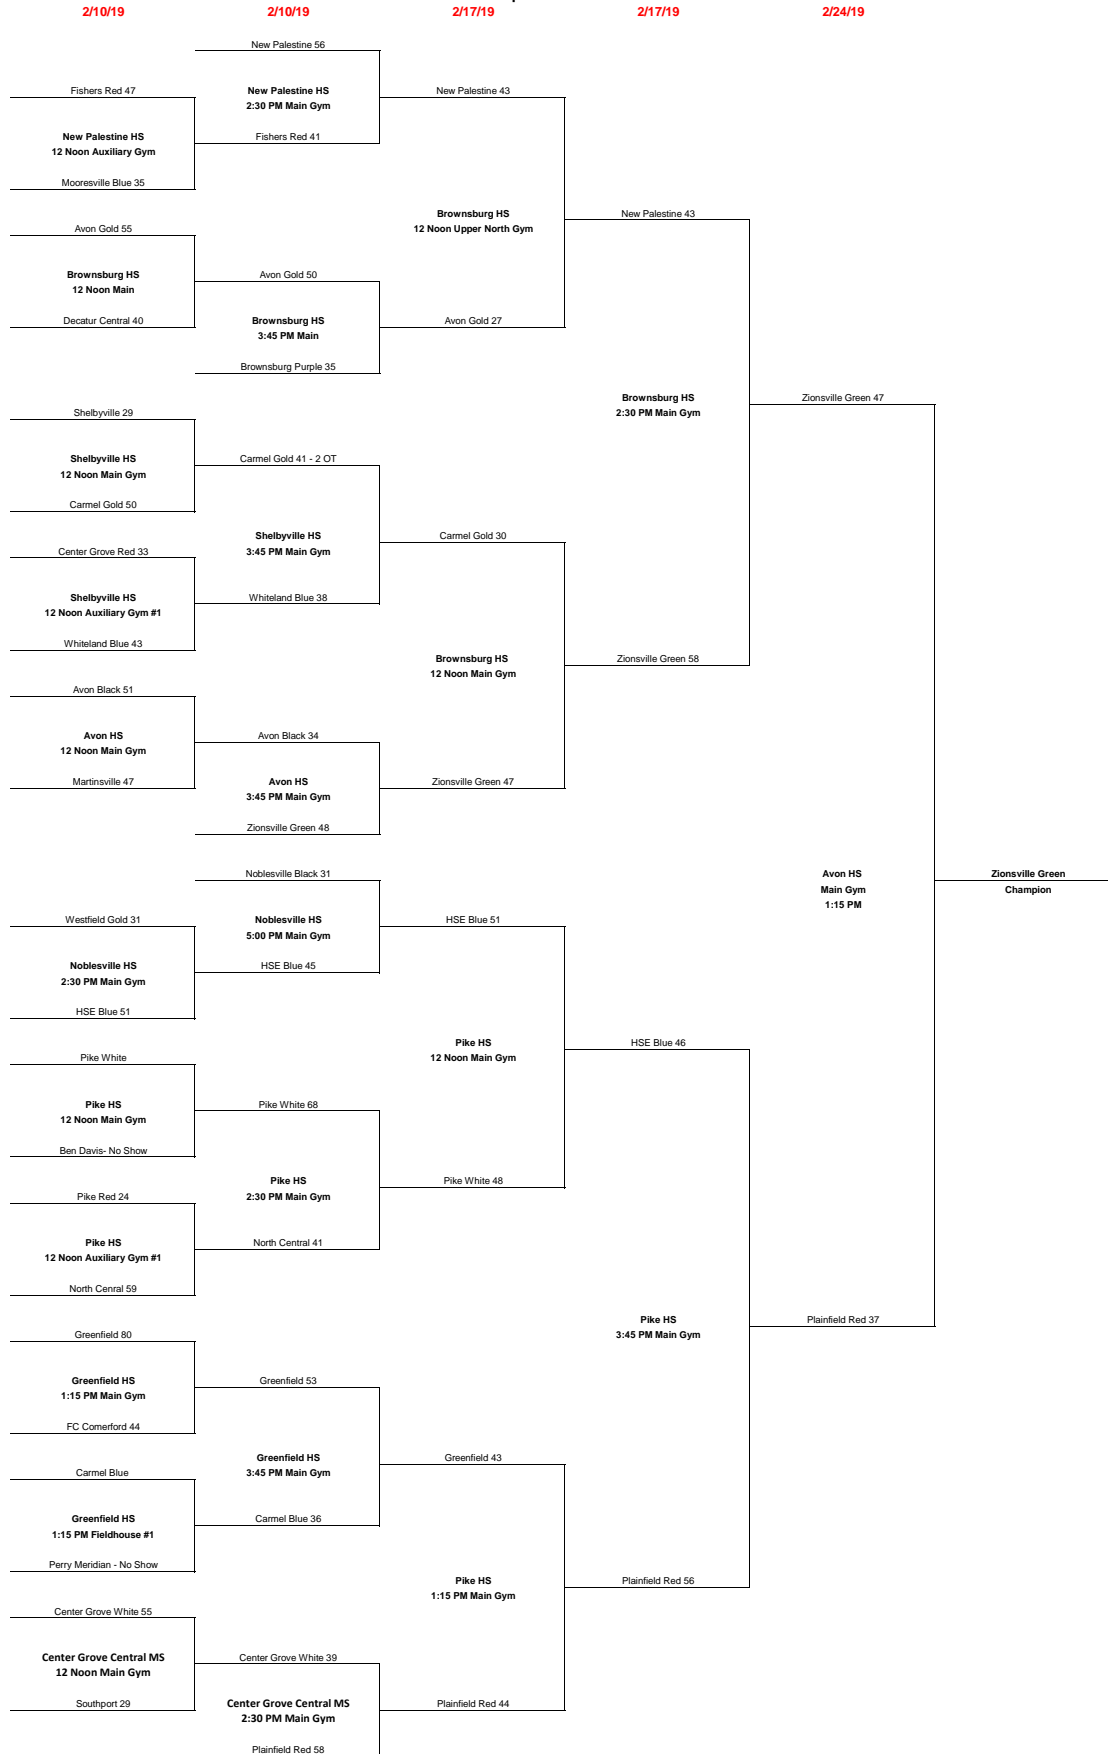 2/10/19
2/10/19
2/17/19
2/17/19
2/24/19
New Palestine 56
Fishers Red 47
New Palestine HS
2:30 PM Main Gym
New Palestine 43
New Palestine HS
12 Noon Auxiliary Gym
Fishers Red 41
Mooresville Blue 35
Brownsburg HS
12 Noon Upper North Gym
New Palestine 43
Avon Gold 55
Brownsburg HS
12 Noon Main
Avon Gold 50
Decatur Central 40
Brownsburg HS
3:45 PM Main
Avon Gold 27
Brownsburg Purple 35
Brownsburg HS
2:30 PM Main Gym
Zionsville Green 47
Shelbyville 29
Shelbyville HS
12 Noon Main Gym
Carmel Gold 41 - 2 OT
Carmel Gold 50
Shelbyville HS
3:45 PM Main Gym
Carmel Gold 30
Center Grove Red 33
Shelbyville HS
12 Noon Auxiliary Gym #1
Whiteland Blue 38
Whiteland Blue 43
Brownsburg HS
12 Noon Main Gym
Zionsville Green 58
Avon Black 51
Avon HS
12 Noon Main Gym
Avon Black 34
Martinsville 47
Avon HS
3:45 PM Main Gym
Zionsville Green 47
Zionsville Green 48
Noblesville Black 31
Avon HS
Main Gym
1:15 PM
Zionsville Green
Champion
Westfield Gold 31
Noblesville HS
5:00 PM Main Gym
HSE Blue 51
Noblesville HS
2:30 PM Main Gym
HSE Blue 45
HSE Blue 51
Pike HS
12 Noon Main Gym
HSE Blue 46
Pike White
Pike HS
12 Noon Main Gym
Pike White 68
Ben Davis- No Show
Pike HS
2:30 PM Main Gym
Pike White 48
Pike Red 24
Pike HS
12 Noon Auxiliary Gym #1
North Central 41
North Cenral 59
Pike HS
3:45 PM Main Gym
Plainfield Red 37
Greenfield 80
Greenfield HS
1:15 PM Main Gym
Greenfield 53
FC Comerford 44
Greenfield HS
3:45 PM Main Gym
Greenfield 43
Carmel Blue
Greenfield HS
1:15 PM Fieldhouse #1
Carmel Blue 36
Perry Meridian - No Show
Pike HS
1:15 PM Main Gym
Plainfield Red 56
Center Grove White 55
Center Grove Central MS
12 Noon Main Gym
Center Grove White 39
Southport 29
Center Grove Central MS
2:30 PM Main Gym
Plainfield Red 44
Plainfield Red 58